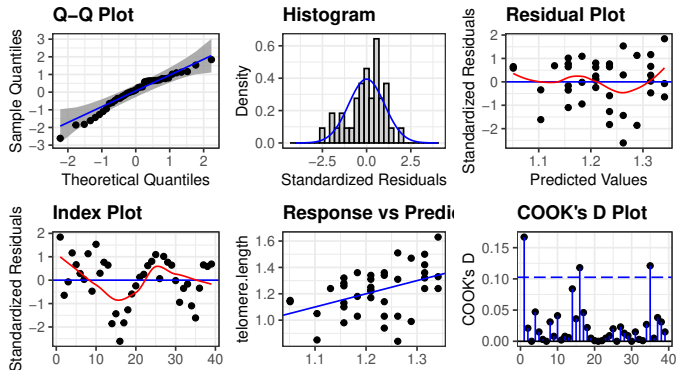 Q−Q Plot
Sample Quantiles
3
2
1
0
−1
−2
−3
−2 −1 0 1 2
Theoretical Quantiles
Histogram
Density
0.6
0.4
0.2
0.0
−2.5 0.0 2.5
Standardized Residuals
Residual Plot
Standardized Residuals
2
1
0
−1
−2
1.1 1.2 1.3
Predicted Values
Index Plot
Standardized Residuals
2
1
0
−1
−2
0 10 20 30 40
Response vs Predi
telomere.length
1.6
1.4
1.2
1.0
1.1 1.2 1.3
COOK's D Plot
COOK's D
0.15
0.10
0.05
0.00
0 10 20 30 40